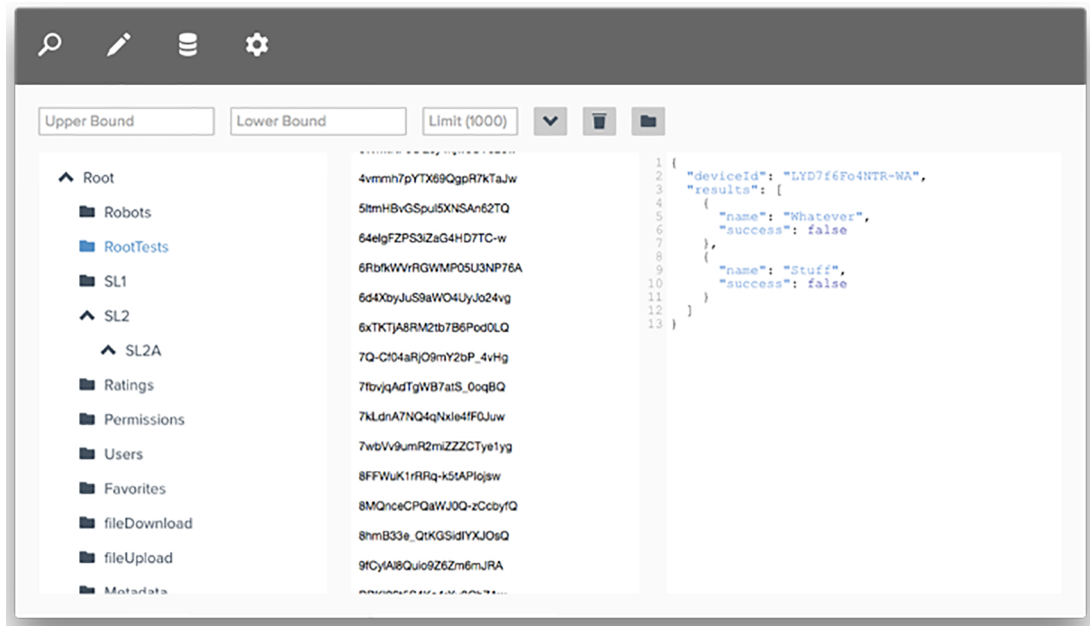 Upper Bound
Lower Bound
Limit (1000)
Root
Robots
RootTests
SL1
SL2
SL2A
Ratings
Permissions
Users
Favorites
fileDownload
fileUpload
Metadata
4vmmh7pYTX69QgpR7kTaJw
5ltmHBvGSpul5XNSAn62TQ
64elgFZPS3iZaG4HD7TC-w
6RbfkWVrRGWMP05U3NP76A
6d4XbyJuS9aWO4UyJo24vg
6xTKTjA8RM2tb7B6Pod0LQ
7Q-Cf04aRjO9mY2bP_4vHg
7fbvjqAdTgWB7atS_0oqBQ
7kLdnA7NQ4qNxle4fF0Juw
7wbVv9umR2miZZZCTye1yg
8FFWuK1rRRq-k5tAPlojsw
8MQnceCPQaWJ0Q-zCcbyfQ
8hmB33e_QtKGSidlYXJOsQ
9fCylAl8Quio9Z6Zm6mJRA
1 {
2 "deviceId": "LYD7f6Fo4NTR-WA",
3 "results": [
4 {
5 "name": "Whatever",
6 "success": false
7 },
8 {
9 "name": "Stuff",
10 "success": false
11 }
12 ]
13 }